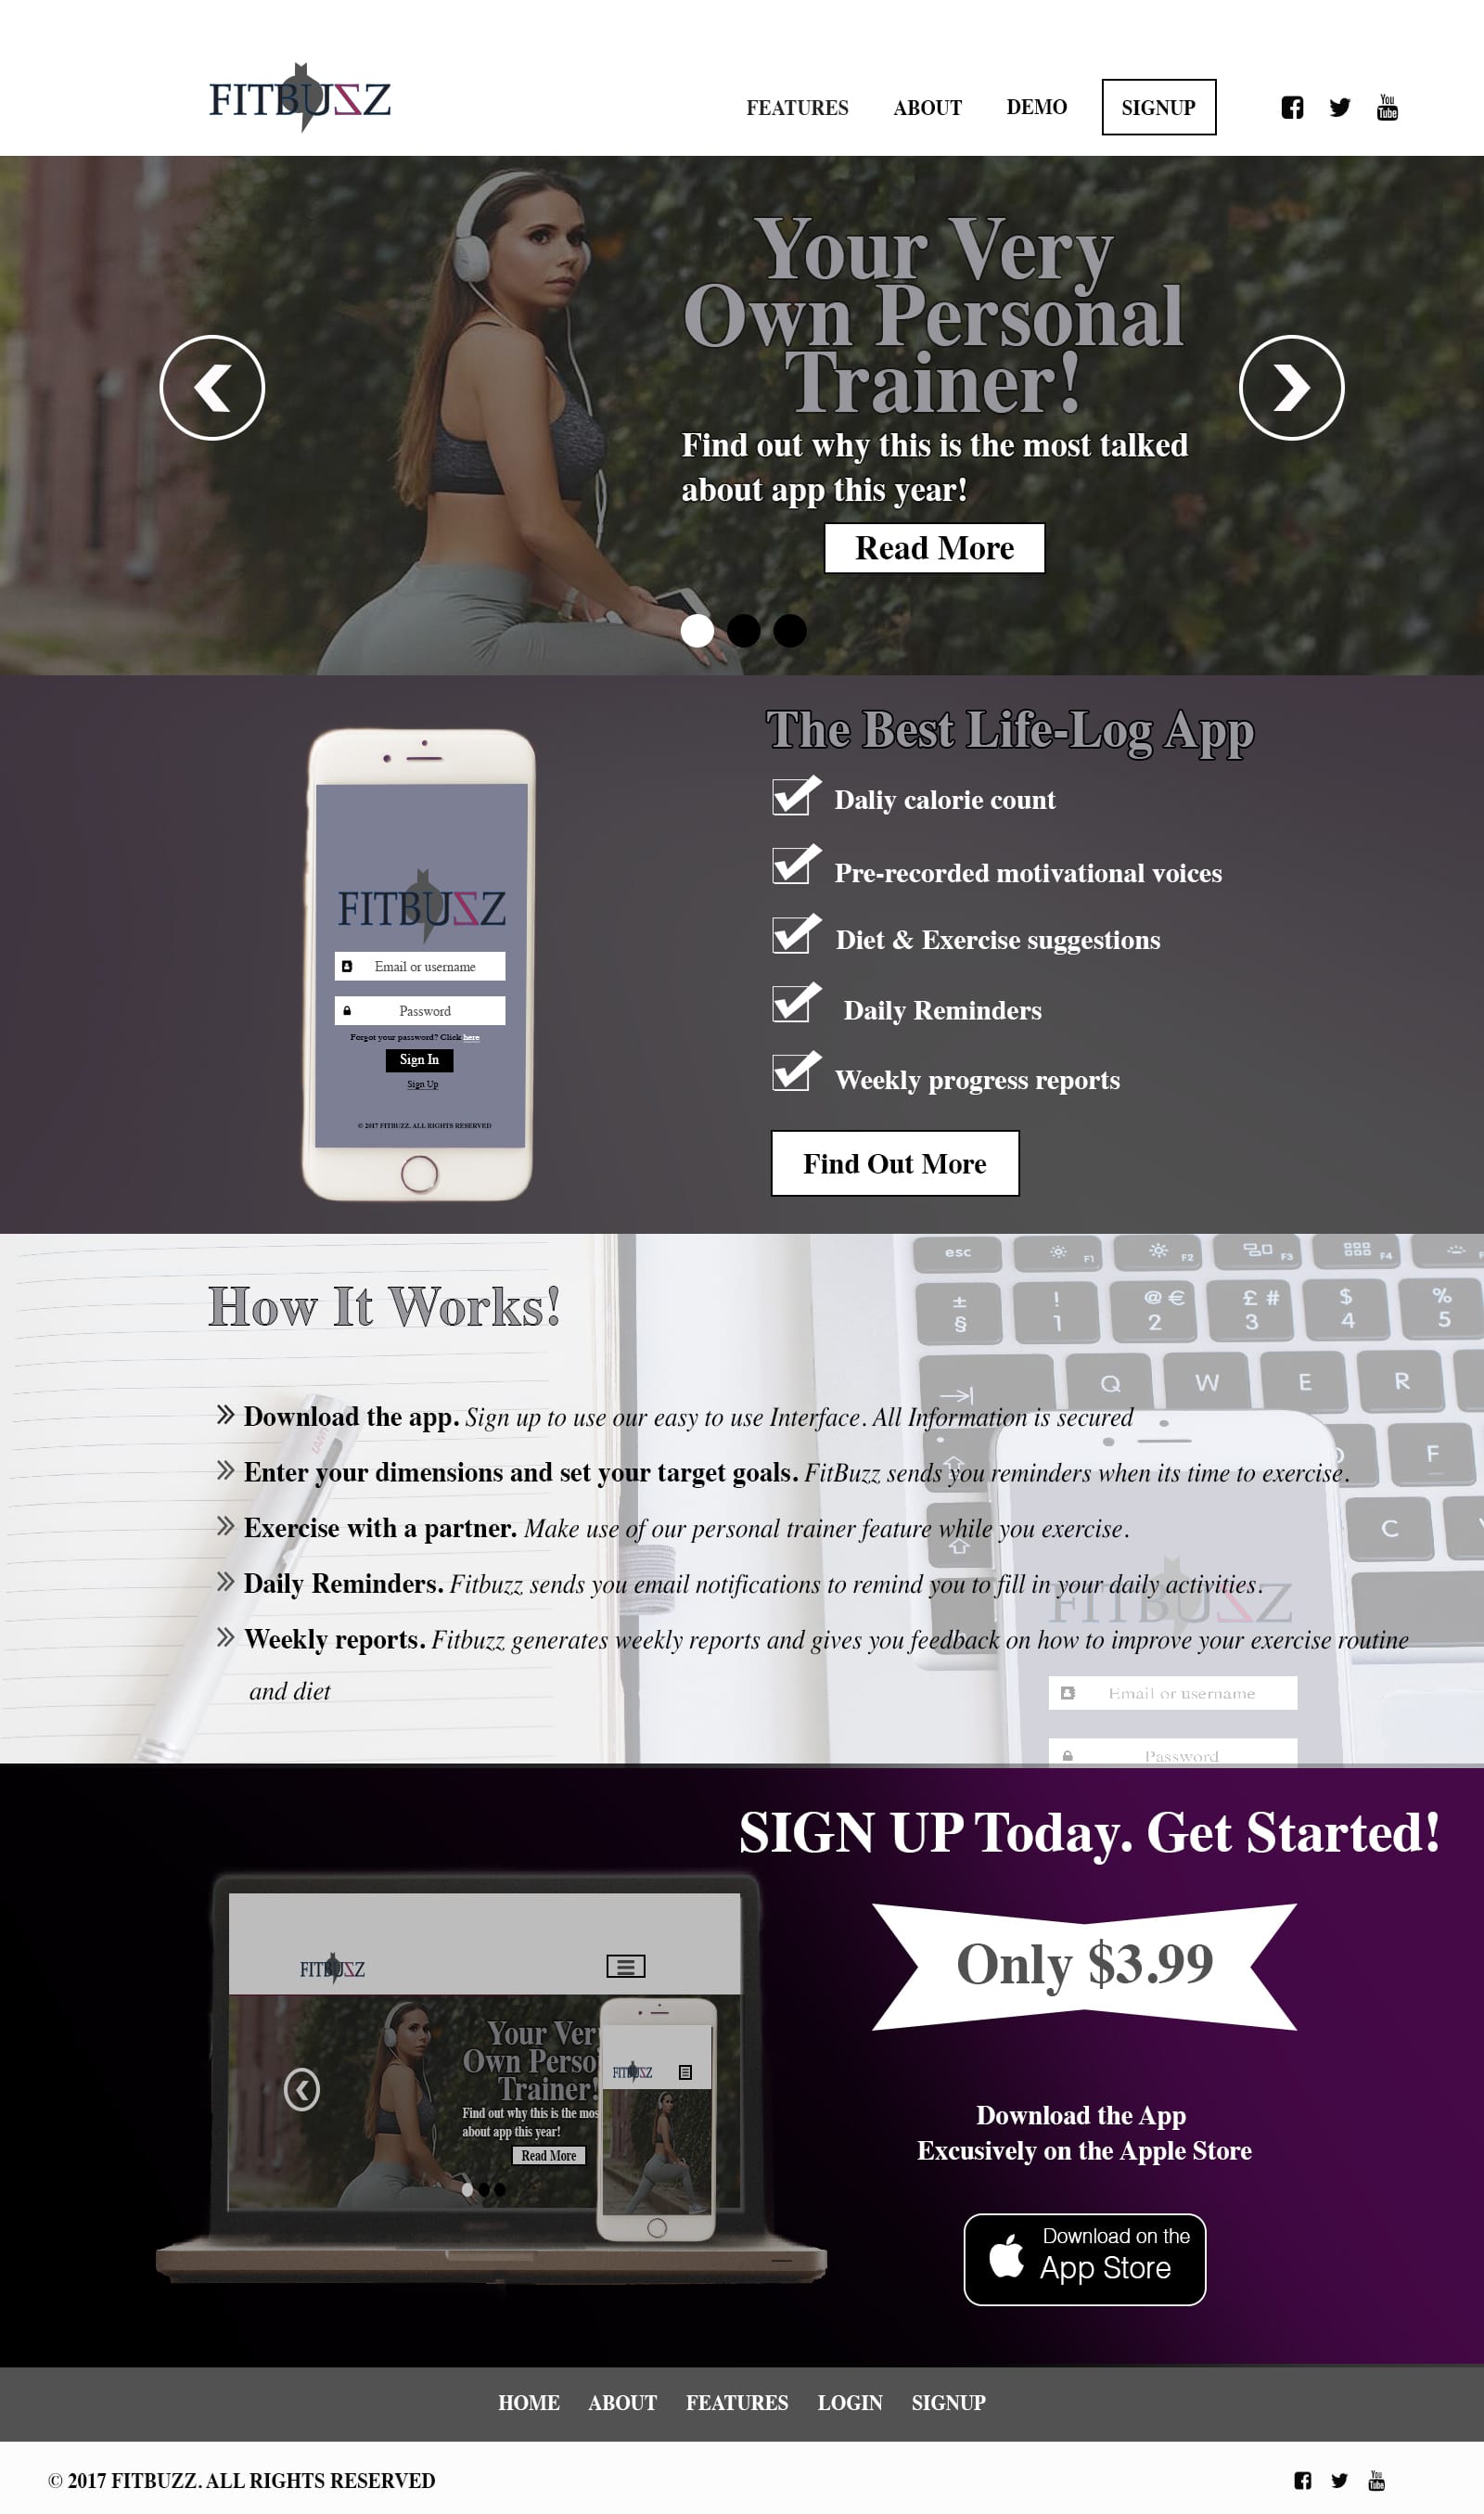 FITBUZZ
FEATURES ABOUT DEMO SIGNUP You Tube
Your Very
Own Personal
Trainer!
Find out why this is the most talked
about app this year!
Read More
The Best Life-Log App
Daliy calorie count
Pre-recorded motivational voices
Diet & Exercise suggestions
Daily Reminders
Weekly progress reports
Find Out More
FITBUZZ
Email or username
Password
Forgot your password? Click here
Sign In
Sign Up
© 2017 FITBUZZ. ALL RIGHTS RESERVED
How It Works!
» Download the app. Sign up to use our easy to use Interface. All Information is secured
» Enter your dimensions and set your target goals. FitBuzz sends you reminders when its time to exercise.
» Exercise with a partner. Make use of our personal trainer feature while you exercise.
» Daily Reminders. Fitbuzz sends you email notifications to remind you to fill in your daily activities.
» Weekly reports. Fitbuzz generates weekly reports and gives you feedback on how to improve your exercise routine
and diet
esc F1 F2 F3 F4
± ! @ € £ # $ %
§ 1 2 3 4 5
Q W E R
F
C
FITBUZZ
Email or username
Password
SIGN UP Today. Get Started!
Only $3.99
Download the App
Excusively on the Apple Store
Download on the
App Store
FITBUZZ
Your Ver
Own Perso
Trainer!
Find out why this is the mos
about app this year!
Read More
FITBUZZ
HOME ABOUT FEATURES LOGIN SIGNUP
© 2017 FITBUZZ. ALL RIGHTS RESERVED You Tube